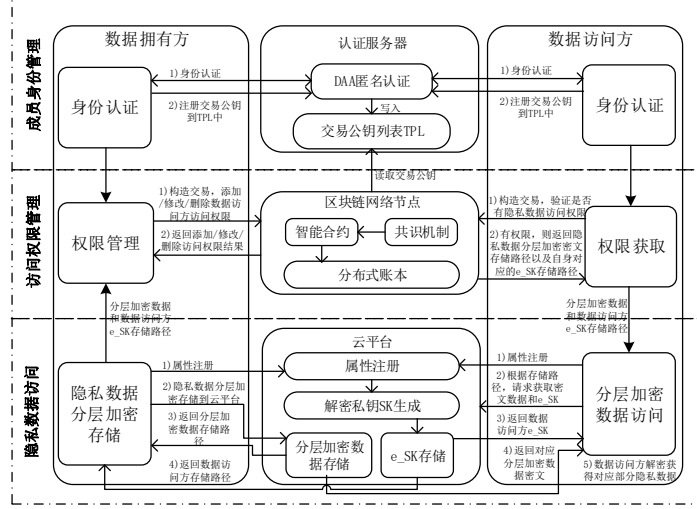 数据拥有方
认证服务器
数据访问方
成员身份管理
身份认证
1)身份认证
2)注册交易公钥
到TPL中
DAA匿名认证
写入
交易公钥列表TPL
1)身份认证
2)注册交易公钥
到TPL中
身份认证
读取交易公钥
访问权限管理
权限管理
1)构造交易，添加
/修改/删除数据访
问方访问权限
2)返回添加/修改/
删除访问权限结果
区块链网络节点
智能合约
共识机制
分布式账本
1)构造交易，验证是否
有隐私数据访问权限
2)有权限，则返回隐
私数据分层加密密文
存储路径以及自身对
应的e_SK存储路径
权限获取
分层加密数据
和数据访问方
e_SK存储路径
分层加密数据
和数据访问方
e_SK存储路径
隐私数据访问
隐私数据
分层加密
存储
1)属性注册
2)隐私数据分层加
密存储到云平台
3)返回分层加
密数据存储路
径
4)返回数据访
问方存储路径
云平台
属性注册
解密私钥SK生成
分层加密数
据存储
e_SK存储
1)属性注册
2)根据存储路
径，请求获取密
文数据和e_SK
3)返回数据
访问方e_SK
4)返回对应
分层加密数
据密文
分层加密
数据访问
5)数据访问方解密获
得对应部分隐私数据